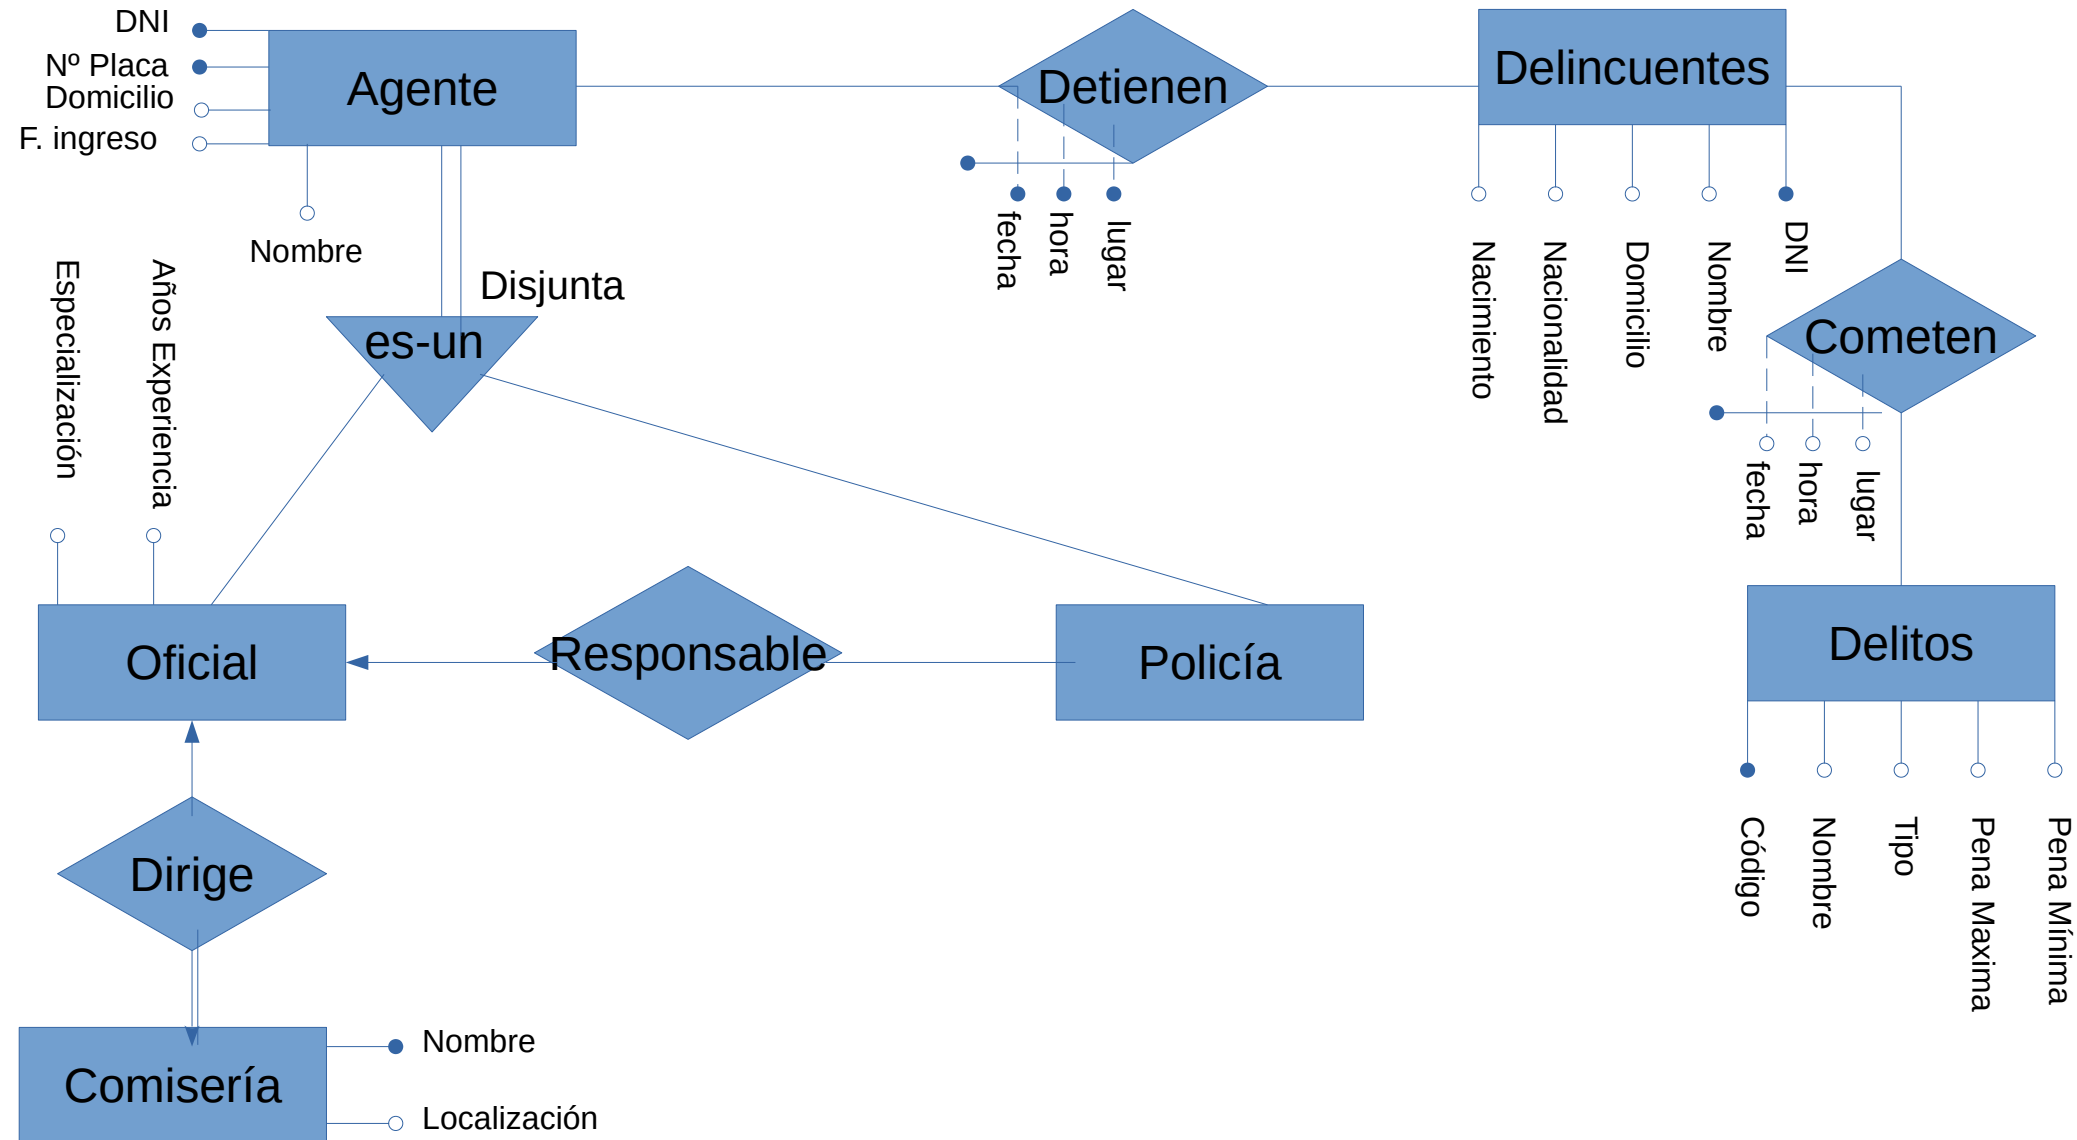 DNI
Nº Placa
Domicilio
F. ingreso
Agente
Nombre
Detienen
fecha
hora
lugar
Delincuentes
Nacimiento
Nacionalidad
Domicilio
Nombre
DNI
Disjunta
es-un
Especialización
Años Experiencia
Cometen
fecha
hora
lugar
Oficial
Responsable
Policía
Delitos
Código
Nombre
Tipo
Pena Maxima
Pena Mínima
Dirige
Comisería
Nombre
Localización